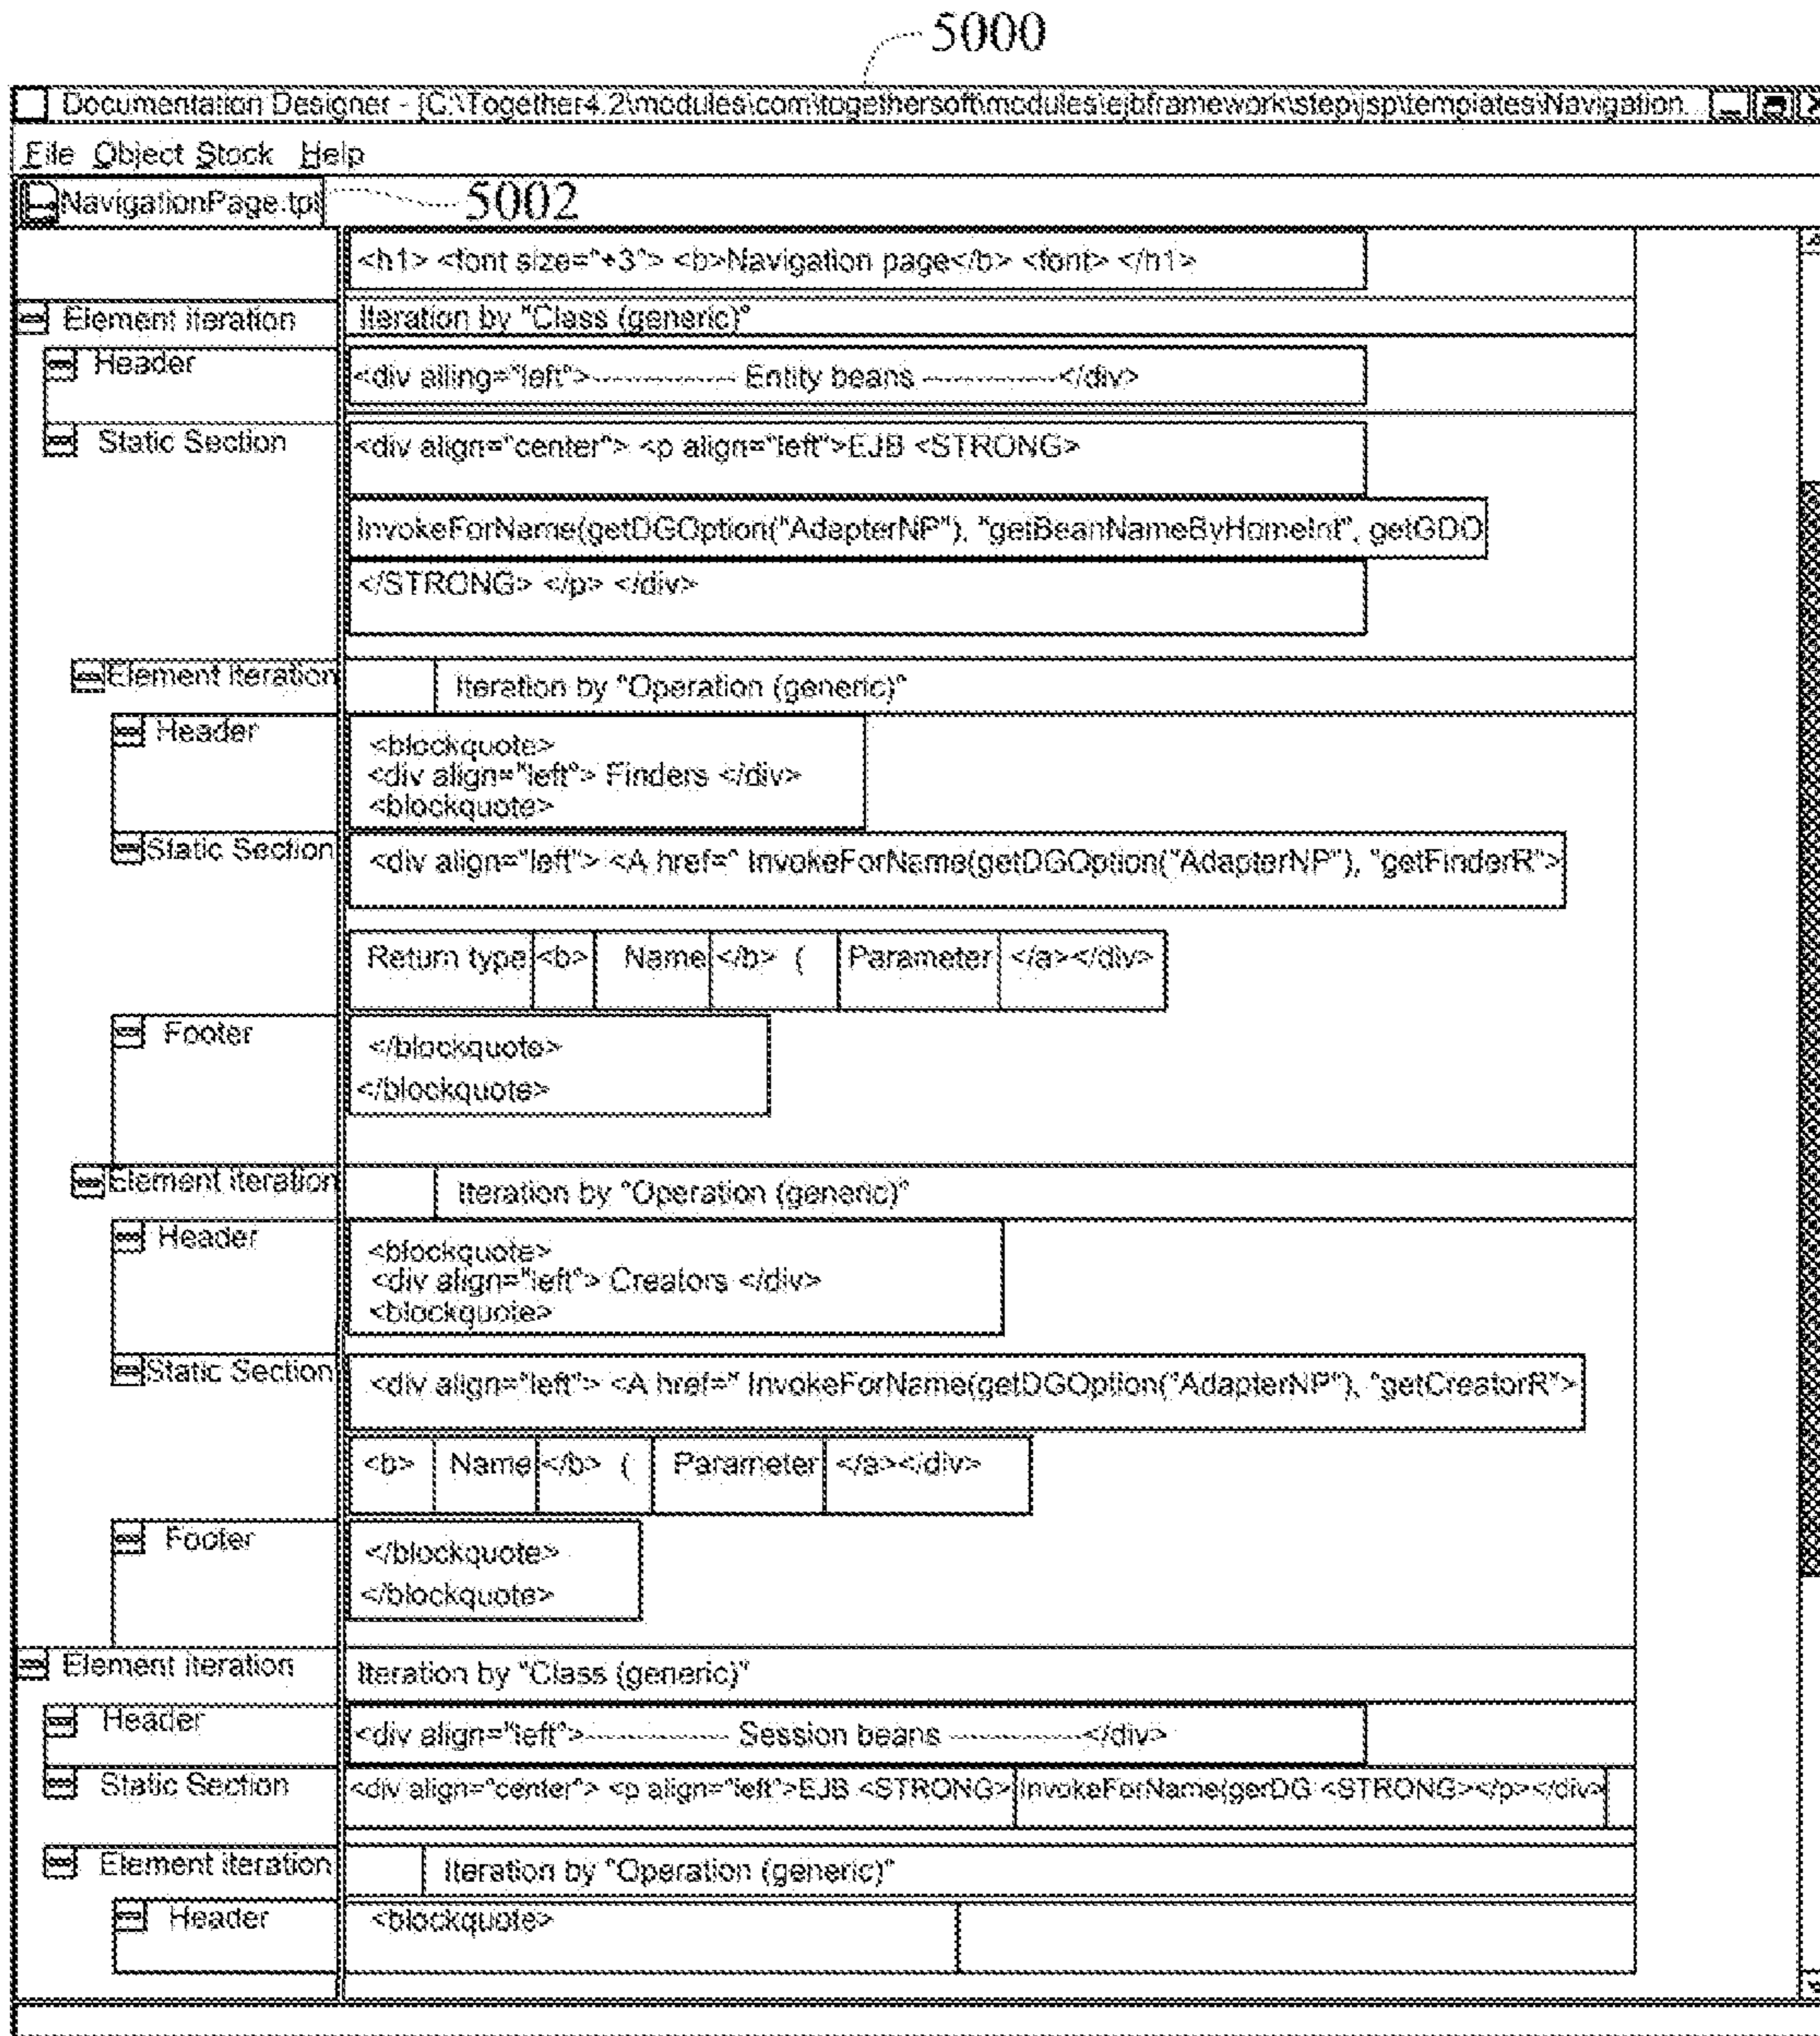 5000
Documentation Designer - [C:\Together4.2\modules\com\togethersoft\modules\ejbframework\step\jsp\templates\Navigation...
File Object Stock Help
NavigationPage.tpl 5002
<h1> <font size="+3"> <b>Navigation page</b> <font> </h1>
Element iteration Iteration by "Class (generic)"
Header <div alling="left">-------------- Entity beans -------------</div>
Static Section <div align="center"> <p align="left">EJB <STRONG>
InvokeForName(getDGOption("AdapterNP"), "getBeanNameByHomeInt", getGDO
</STRONG> </p> </div>
Element iteration Iteration by "Operation (generic)"
Header <blockquote>
<div align="left"> Finders </div>
<blockquote>
Static Section <div align="left"> <A href=" InvokeForName(getDGOption("AdapterNP"), "getFinderR">
Return type <b> Name </b> ( Parameter </a></div>
Footer </blockquote>
</blockquote>
Element iteration Iteration by "Operation (generic)"
Header <blockquote>
<div align="left"> Creators </div>
<blockquote>
Static Section <div align="left"> <A href=" InvokeForName(getDGOption("AdapterNP"), "getCreatorR">
<b> Name </b> ( Parameter </a></div>
Footer </blockquote>
</blockquote>
Element iteration Iteration by "Class (generic)"
Header <div align="left">-------------- Session beans -------------</div>
Static Section <div align="center"> <p align="left">EJB <STRONG> InvokeForName(gerDG <STRONG></p></div>
Element iteration Iteration by "Operation (generic)"
Header <blockquote>